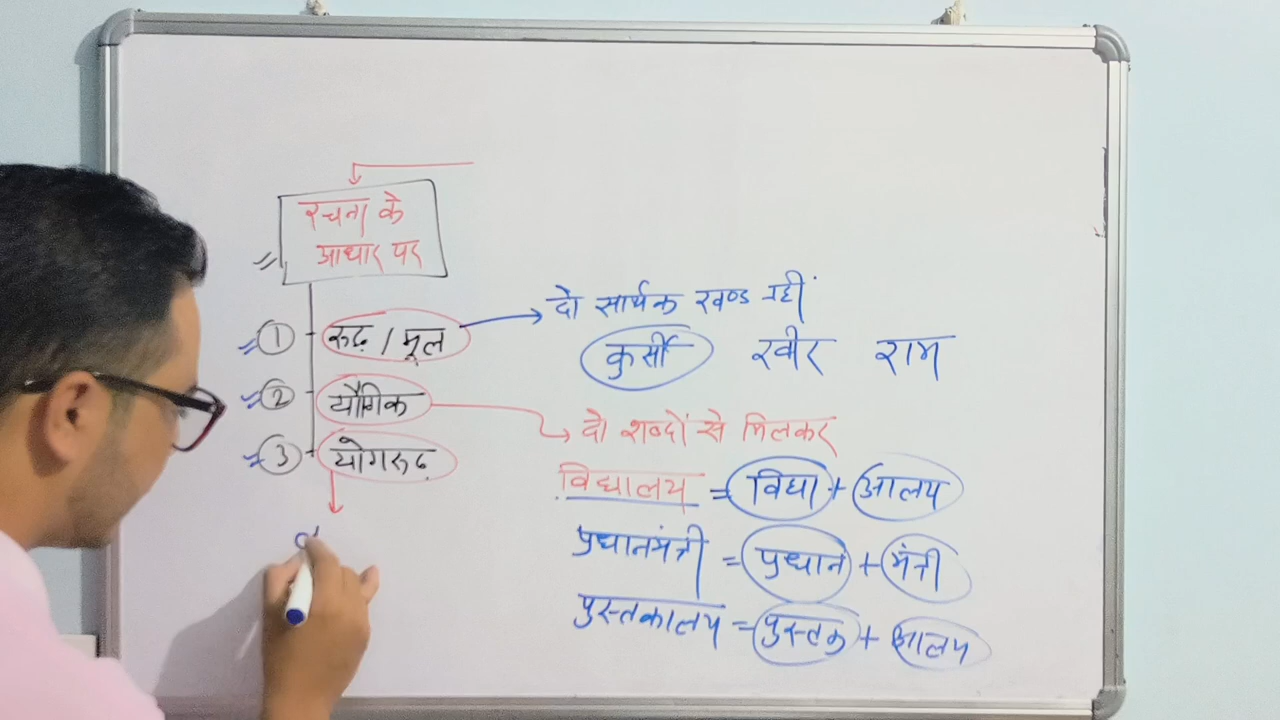 रचना के
आधार पर
1 रूढ़ / मूल
2 यौगिक
3 योगरूढ़
दो सार्थक खण्ड नहीं
कुर्सी राम
दो शब्दों से मिलकर
विद्यालय = विद्या + आलय
प्रधानमंत्री = प्रधान + मंत्री
पुस्तकालय = पुस्तक + आलय